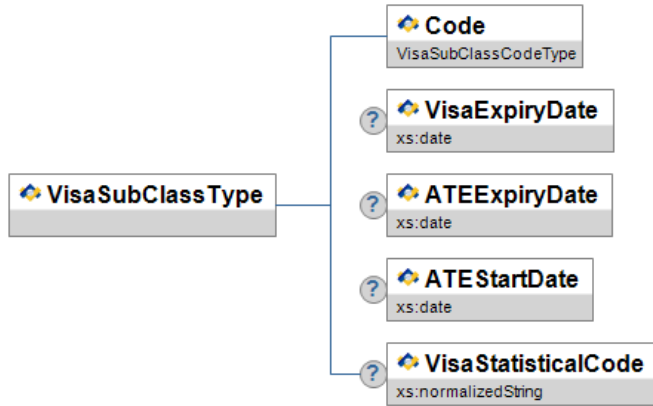 Code
VisaSubClassCodeType
?
VisaExpiryDate
xs:date
VisaSubClassType
?
ATEExpiryDate
xs:date
?
ATEStartDate
xs:date
?
VisaStatisticalCode
xs:normalizedString